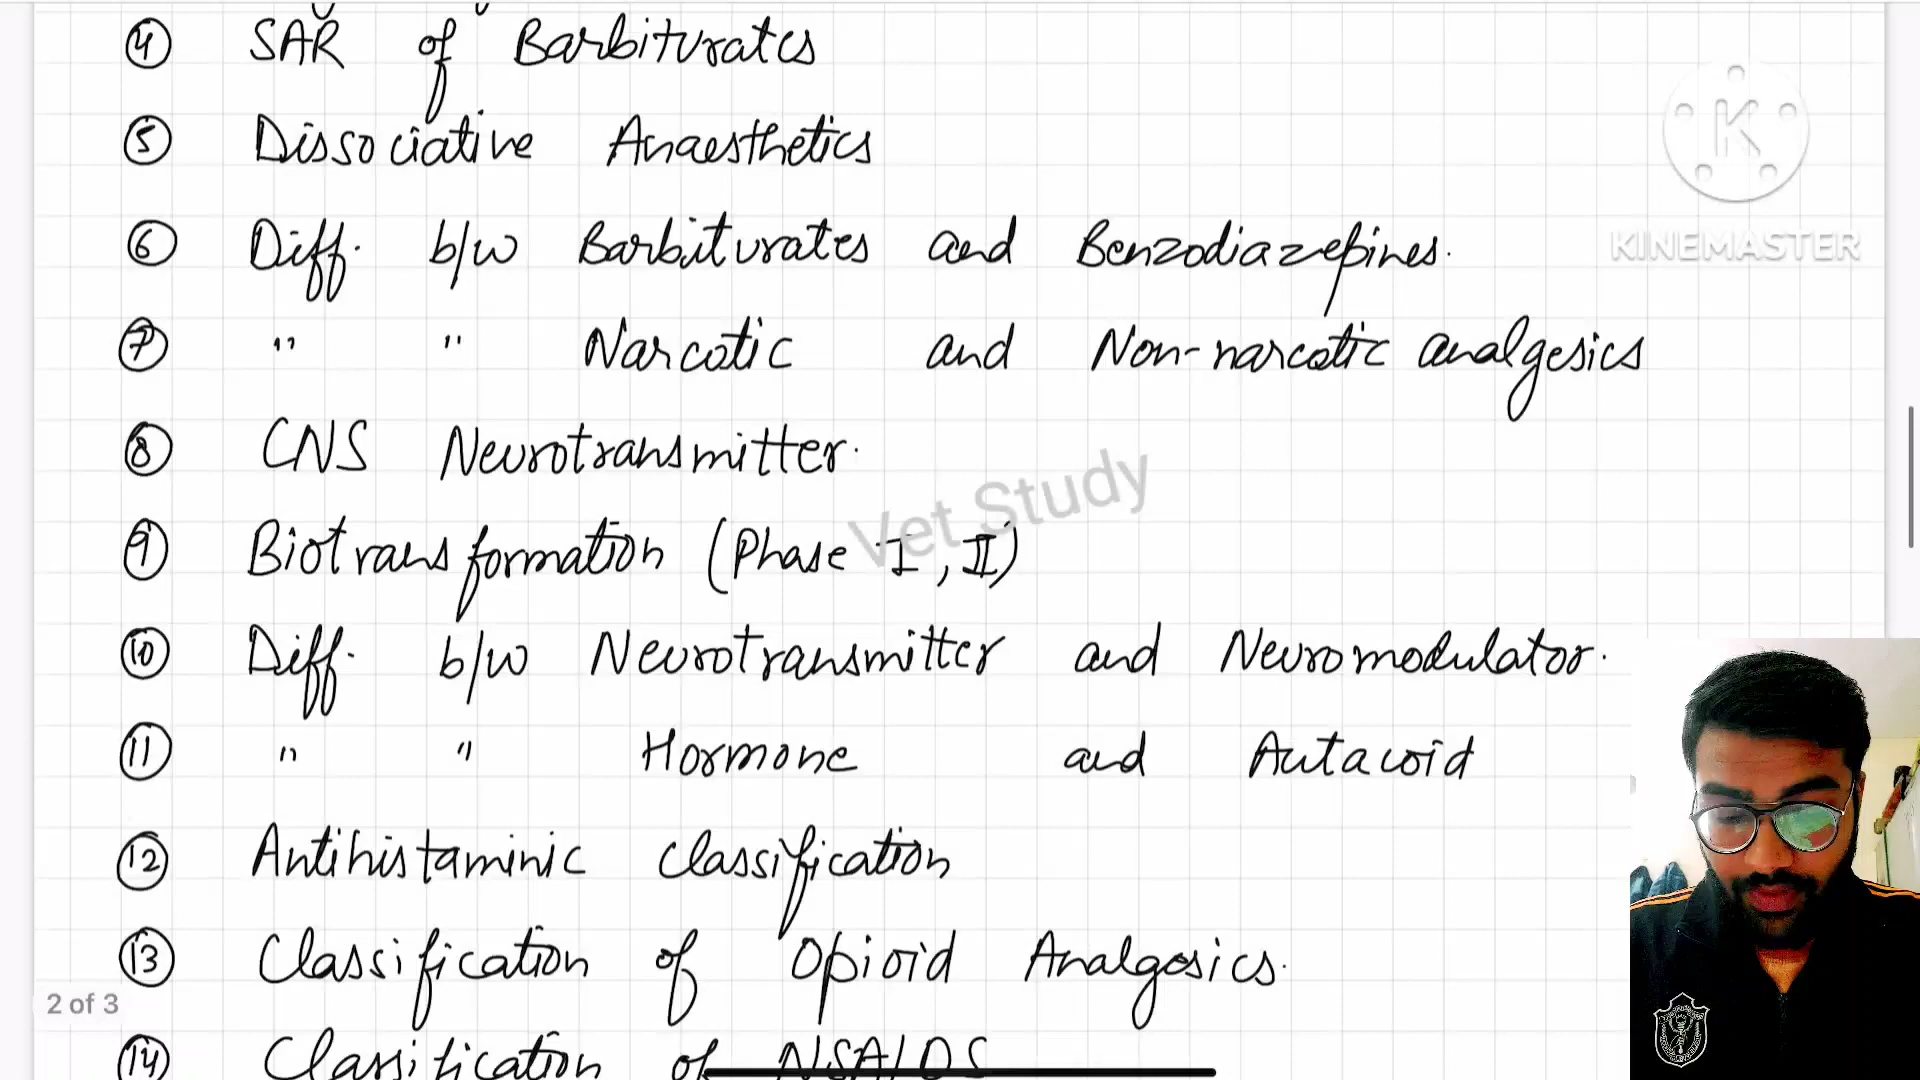 4 SAR of Barbiturates
5 Dissociative Anaesthetics
6 Diff. b/w Barbiturates and Benzodiazepines.
7 " " Narcotic and Non-narcotic analgesics
8 CNS Neurotransmitter.
9 Biotransformation (Phase I, II)
10 Diff. b/w Neurotransmitter and Neuromodulator.
11 " " Hormone and Autacoid
12 Antihistaminic classification
13 Classification of Opioid Analgesics.
14 Classification of NSAIDS
2 of 3
Vet Study
K
KINEMASTER